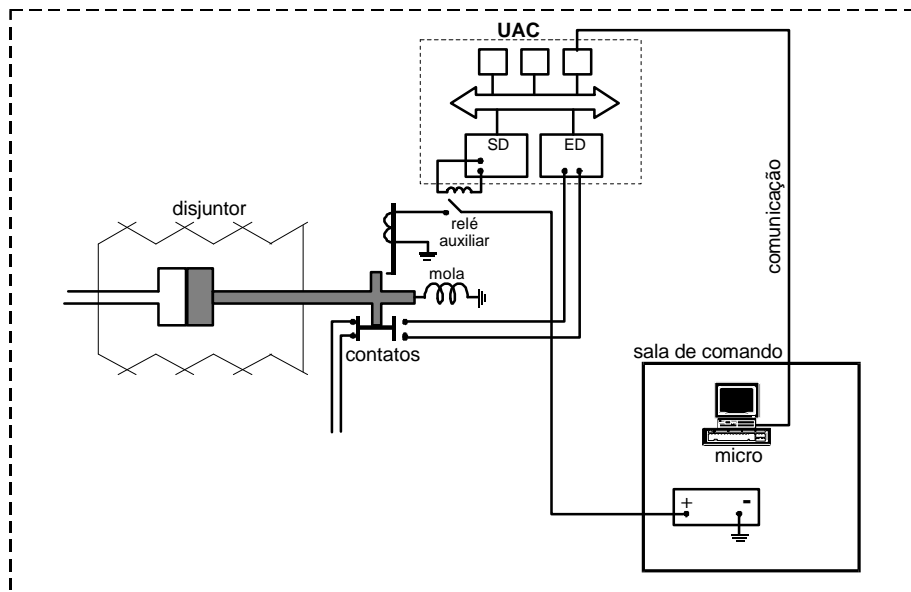 UAC
SD
ED
disjuntor
relé
auxiliar
mola
contatos
comunicação
sala de comando
micro
+
-